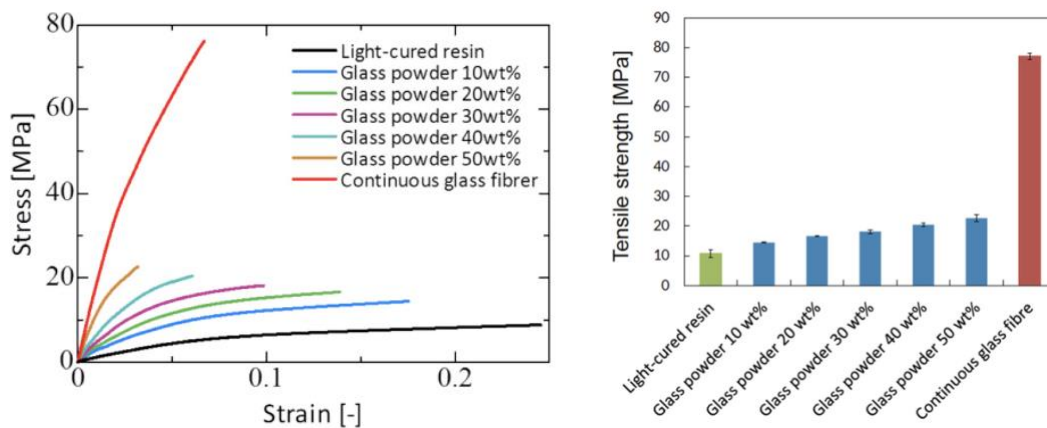 80
60
40
20
0
Stress [MPa]
Light-cured resin
Glass powder 10wt%
Glass powder 20wt%
Glass powder 30wt%
Glass powder 40wt%
Glass powder 50wt%
Continuous glass fibrer
0
0.1
0.2
Strain [-]
90
80
70
60
50
40
30
20
10
0
Tensile strength [MPa]
Light-cured resin
Glass powder 10 wt%
Glass powder 20 wt%
Glass powder 30 wt%
Glass powder 40 wt%
Glass powder 50 wt%
Continuous glass fibre